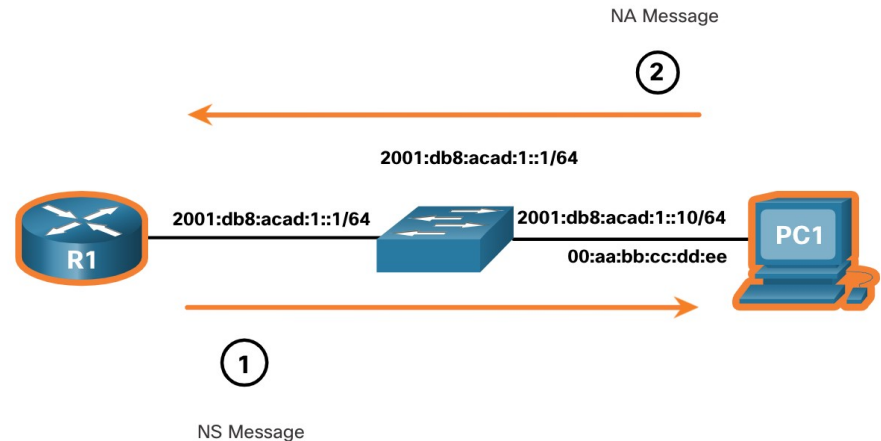 NA Message
2
2001:db8:acad:1::1/64
2001:db8:acad:1::1/64
2001:db8:acad:1::10/64
R1
PC1
00:aa:bb:cc:dd:ee
1
NS Message